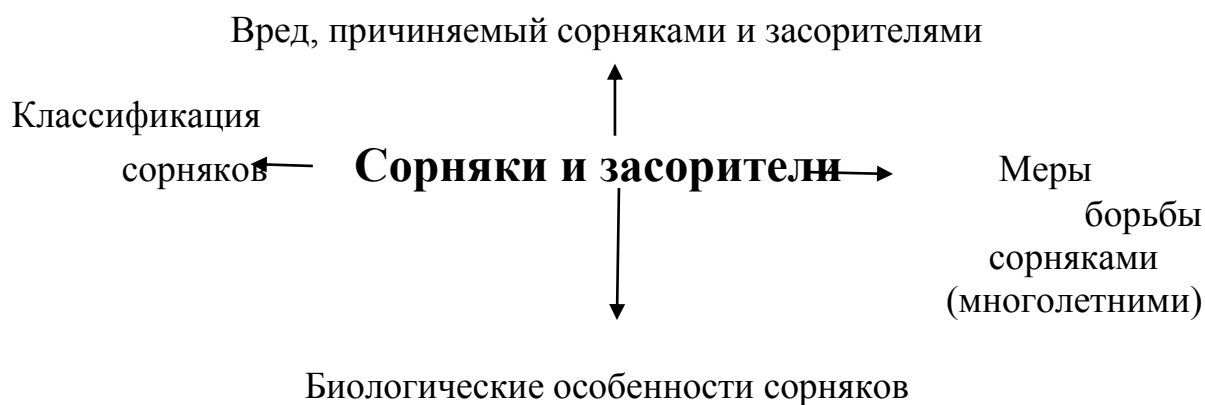 Вред, причиняемый сорняками и засорителями
Классификация
сорняков
Сорняки и засорители
Меры
борьбы
сорняками
(многолетними)
Биологические особенности сорняков